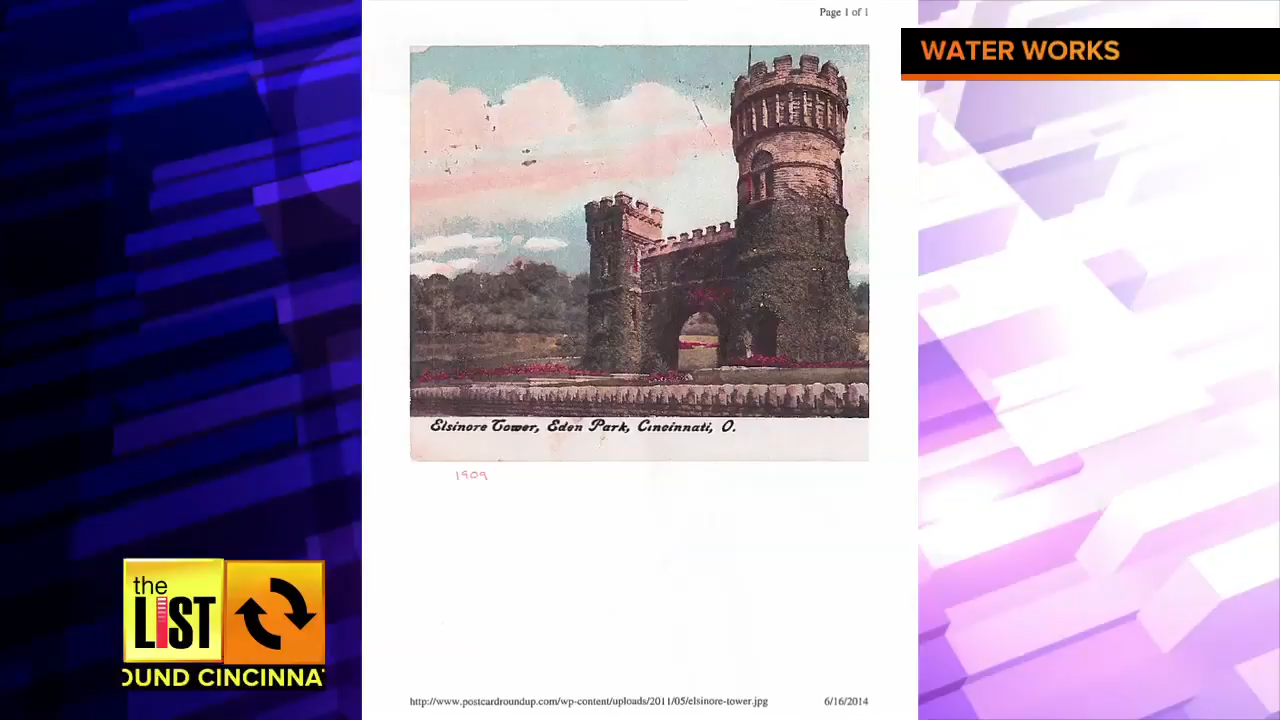 Page 1 of 1
WATER WORKS
Elsinore Tower, Eden Park, Cincinnati, O.
1909
the
LIST
OUND CINCINNA
http://www.postcardroundup.com/wp-content/uploads/2011/05/elsinore-tower.jpg 6/16/2014